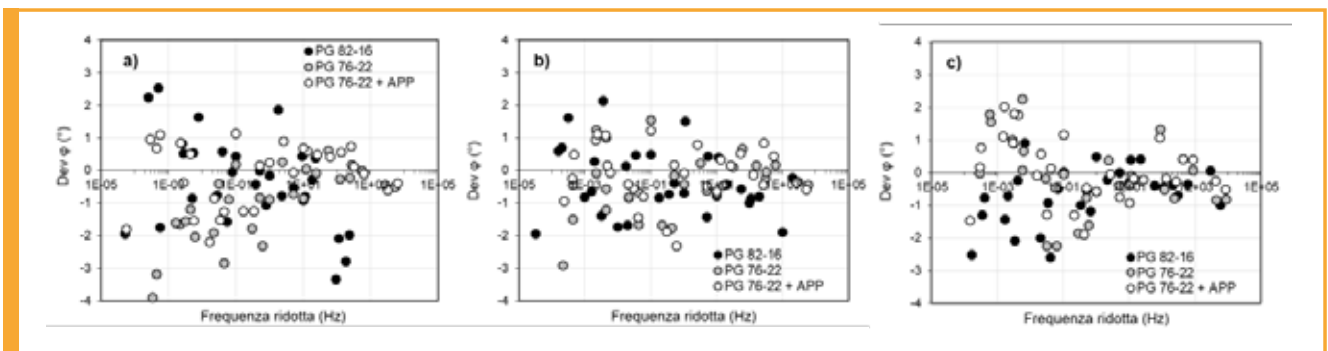 a)
PG 82-16
PG 76-22
PG 76-22 + APP
4
3
2
1
0
-1
-2
-3
-4
Dev φ (°)
1E-05
1E+05
Frequenza ridotta (Hz)
b)
PG 82-16
PG 76-22
PG 76-22 + APP
4
3
2
1
0
-1
-2
-3
-4
Dev φ (°)
1E-05
1E-03
1E-01
1E+05
Frequenza ridotta (Hz)
c)
PG 82-16
PG 76-22
PG 76-22 + APP
4
3
2
1
0
-1
-2
-3
-4
Dev φ (°)
1E-05
1E+05
Frequenza ridotta (Hz)